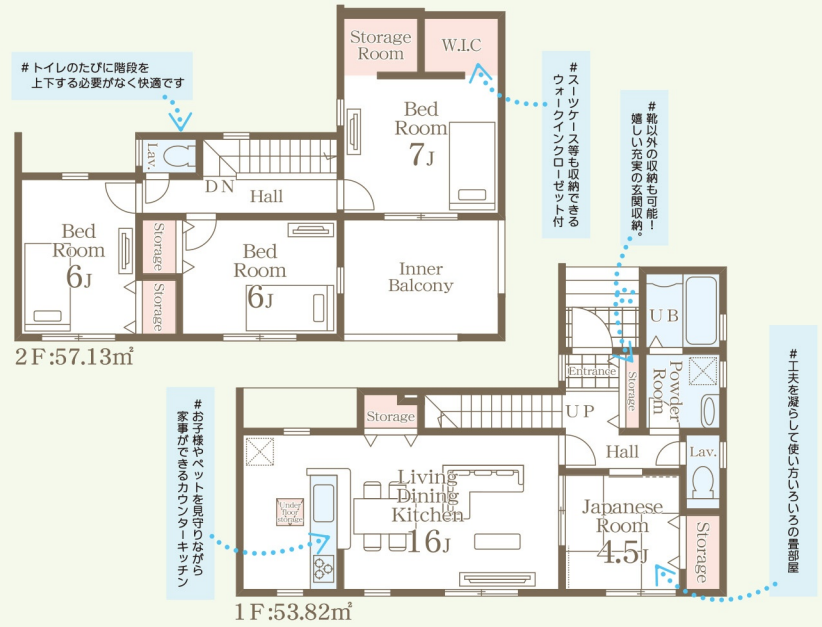 #トイレのたびに階段を
上下する必要がなく快適です
Storage
Room
W.I.C
#スーツケース等も収納できる
ウォークインクローゼット付
#靴以外の収納も可能！
嬉しい充実の玄関収納。
Bed
Room
7J
Lav.
DN
Hall
Bed
Room
6J
Storage
Storage
Bed
Room
6J
Inner
Balcony
2F:57.13㎡
UB
Entrance
Storage
Powder
Room
#工夫を凝らして使い方いろいろの畳部屋
#お子様やペットを見守りながら
家事ができるカウンターキッチン
Storage
UP
Hall
Lav.
Living
Dining
Kitchen
16J
Under
floor
storage
Japanese
Room
4.5J
Storage
1F:53.82㎡